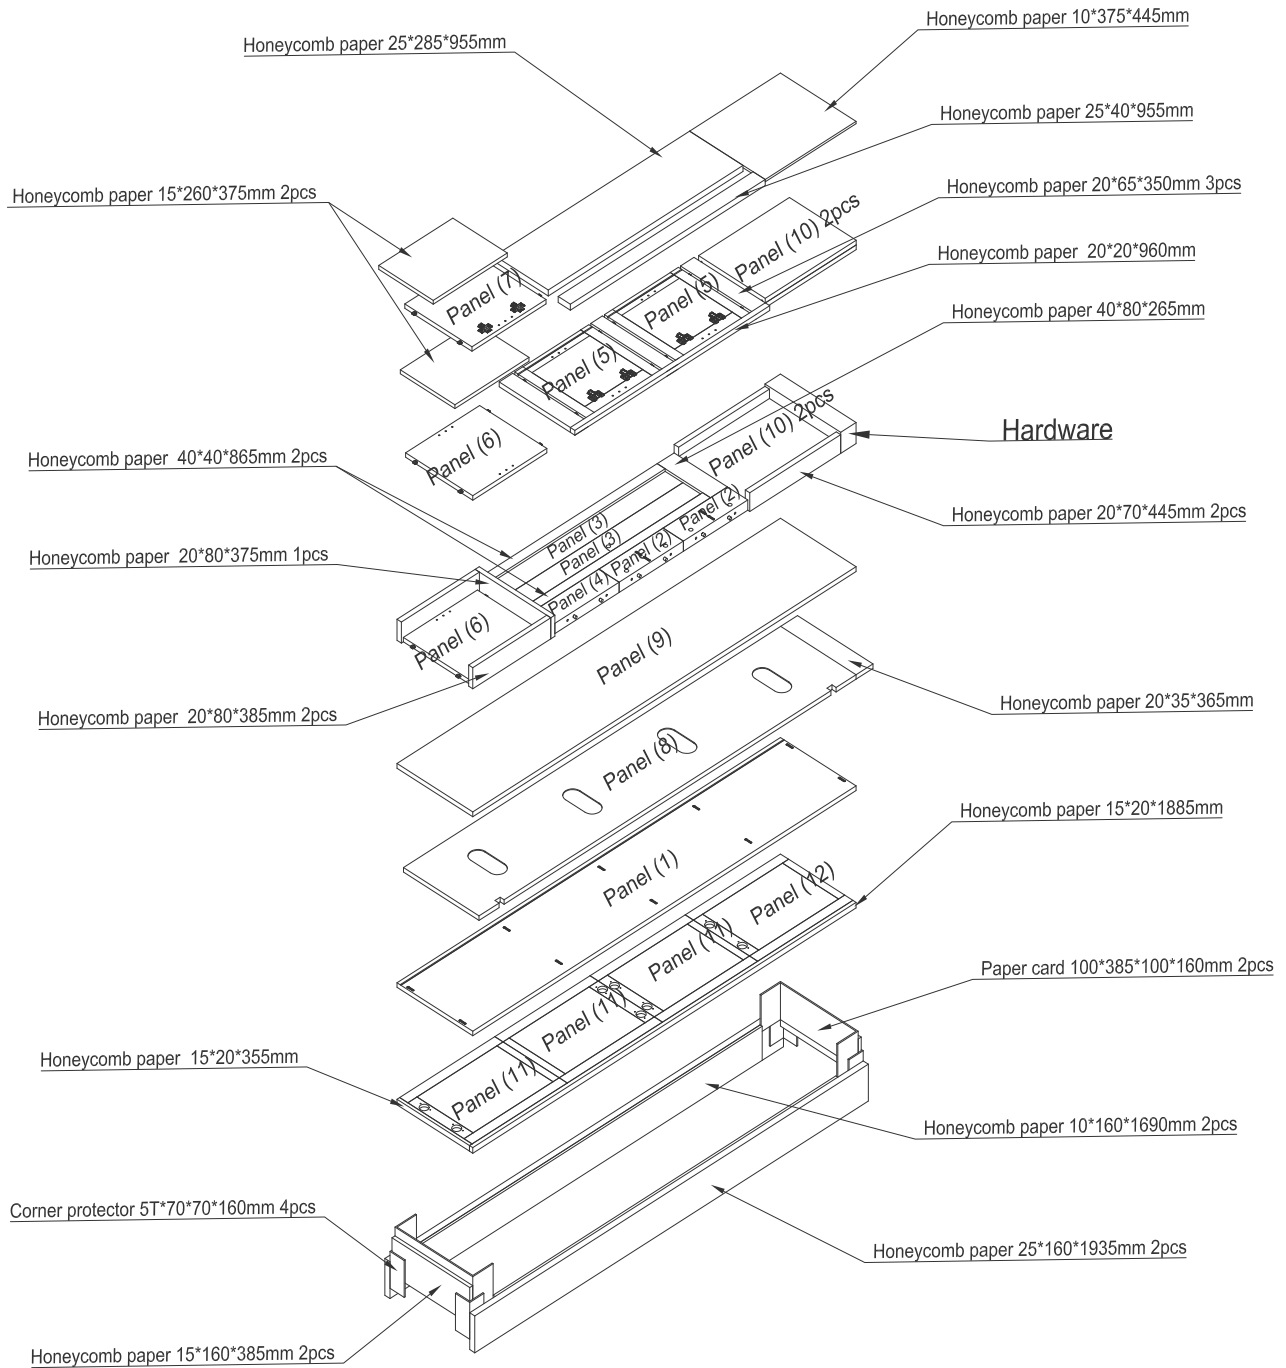 Honeycomb paper 10*375*445mm
Honeycomb paper 25*285*955mm
Honeycomb paper 25*40*955mm
Honeycomb paper 15*260*375mm 2pcs
Honeycomb paper 20*65*350mm 3pcs
Panel (10) 2pcs
Honeycomb paper 20*20*960mm
Panel (7)
Panel (5)
Honeycomb paper 40*80*265mm
Panel (5)
Panel (10) 2pcs
Hardware
Panel (6)
Honeycomb paper 40*40*865mm 2pcs
Honeycomb paper 20*70*445mm 2pcs
Panel (2)
Panel (3)
Panel (3)
Panel (2)
Honeycomb paper 20*80*375mm 1pcs
Panel (4)
Panel (6)
Panel (9)
Honeycomb paper 20*35*365mm
Honeycomb paper 20*80*385mm 2pcs
Panel (8)
Honeycomb paper 15*20*1885mm
Panel (1)
Panel (12)
Panel (11)
Paper card 100*385*100*160mm 2pcs
Panel (11)
Honeycomb paper 15*20*355mm
Panel (11)
Honeycomb paper 10*160*1690mm 2pcs
Corner protector 5T*70*70*160mm 4pcs
Honeycomb paper 25*160*1935mm 2pcs
Honeycomb paper 15*160*385mm 2pcs